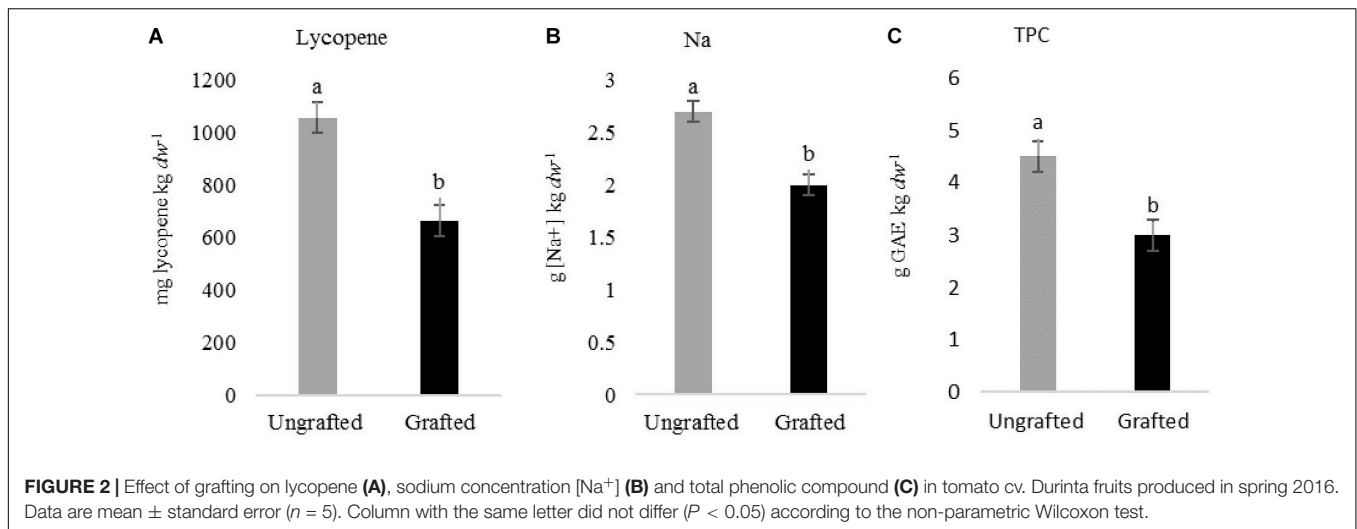 A Lycopene
mg lycopene kg dw⁻¹
1200
1000
800
600
400
200
0
a
b
Ungrafted Grafted
B Na
g [Na+] kg dw⁻¹
3
2.5
2
1.5
1
0.5
0
a
b
Ungrafted Grafted
C TPC
g GAE kg dw⁻¹
6
5
4
3
2
1
0
a
b
Ungrafted Grafted
FIGURE 2 | Effect of grafting on lycopene (A), sodium concentration [Na⁺] (B) and total phenolic compound (C) in tomato cv. Durinta fruits produced in spring 2016.
Data are mean ± standard error (n = 5). Column with the same letter did not differ (P < 0.05) according to the non-parametric Wilcoxon test.